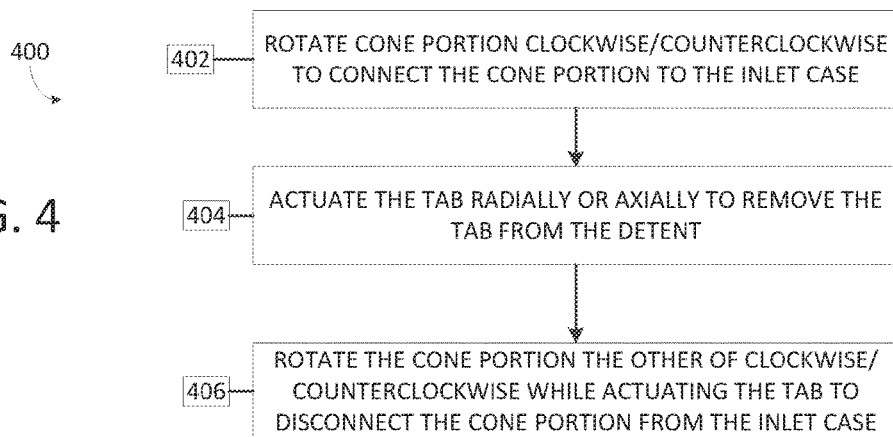 400
402
ROTATE CONE PORTION CLOCKWISE/COUNTERCLOCKWISE
TO CONNECT THE CONE PORTION TO THE INLET CASE
G. 4
404
ACTUATE THE TAB RADIALLY OR AXIALLY TO REMOVE THE
TAB FROM THE DETENT
406
ROTATE THE CONE PORTION THE OTHER OF CLOCKWISE/
COUNTERCLOCKWISE WHILE ACTUATING THE TAB TO
DISCONNECT THE CONE PORTION FROM THE INLET CASE